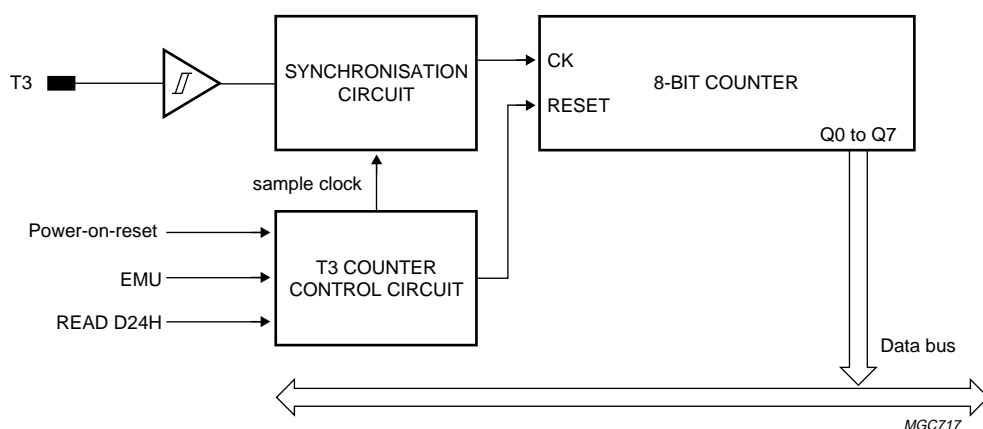 T3
SYNCHRONISATION
CIRCUIT
CK
RESET
8-BIT COUNTER
Q0 to Q7
sample clock
Power-on-reset
EMU
READ D24H
T3 COUNTER
CONTROL CIRCUIT
Data bus
MGC717